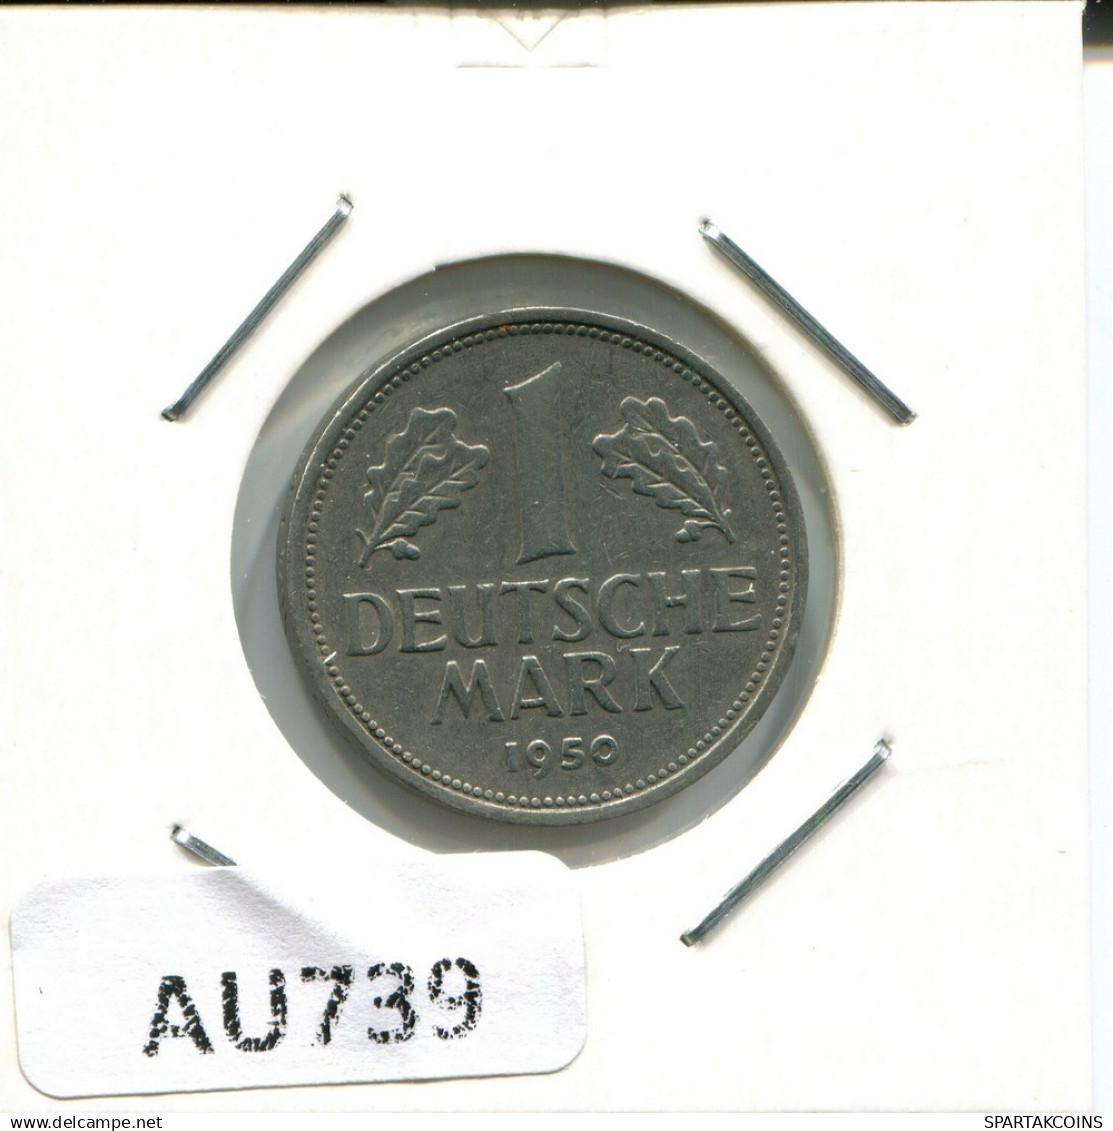 1
DEUTSCHE
MARK
1950
AU739
www.delcampe.net
SPARTAKCOINS